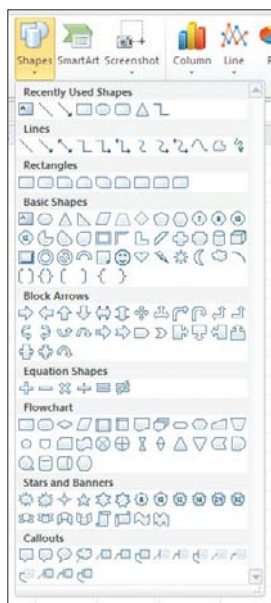 Shapes SmartArt Screenshot Column Line
Recently Used Shapes
Lines
Rectangles
Basic Shapes
Block Arrows
Equation Shapes
Flowchart
Stars and Banners
Callouts